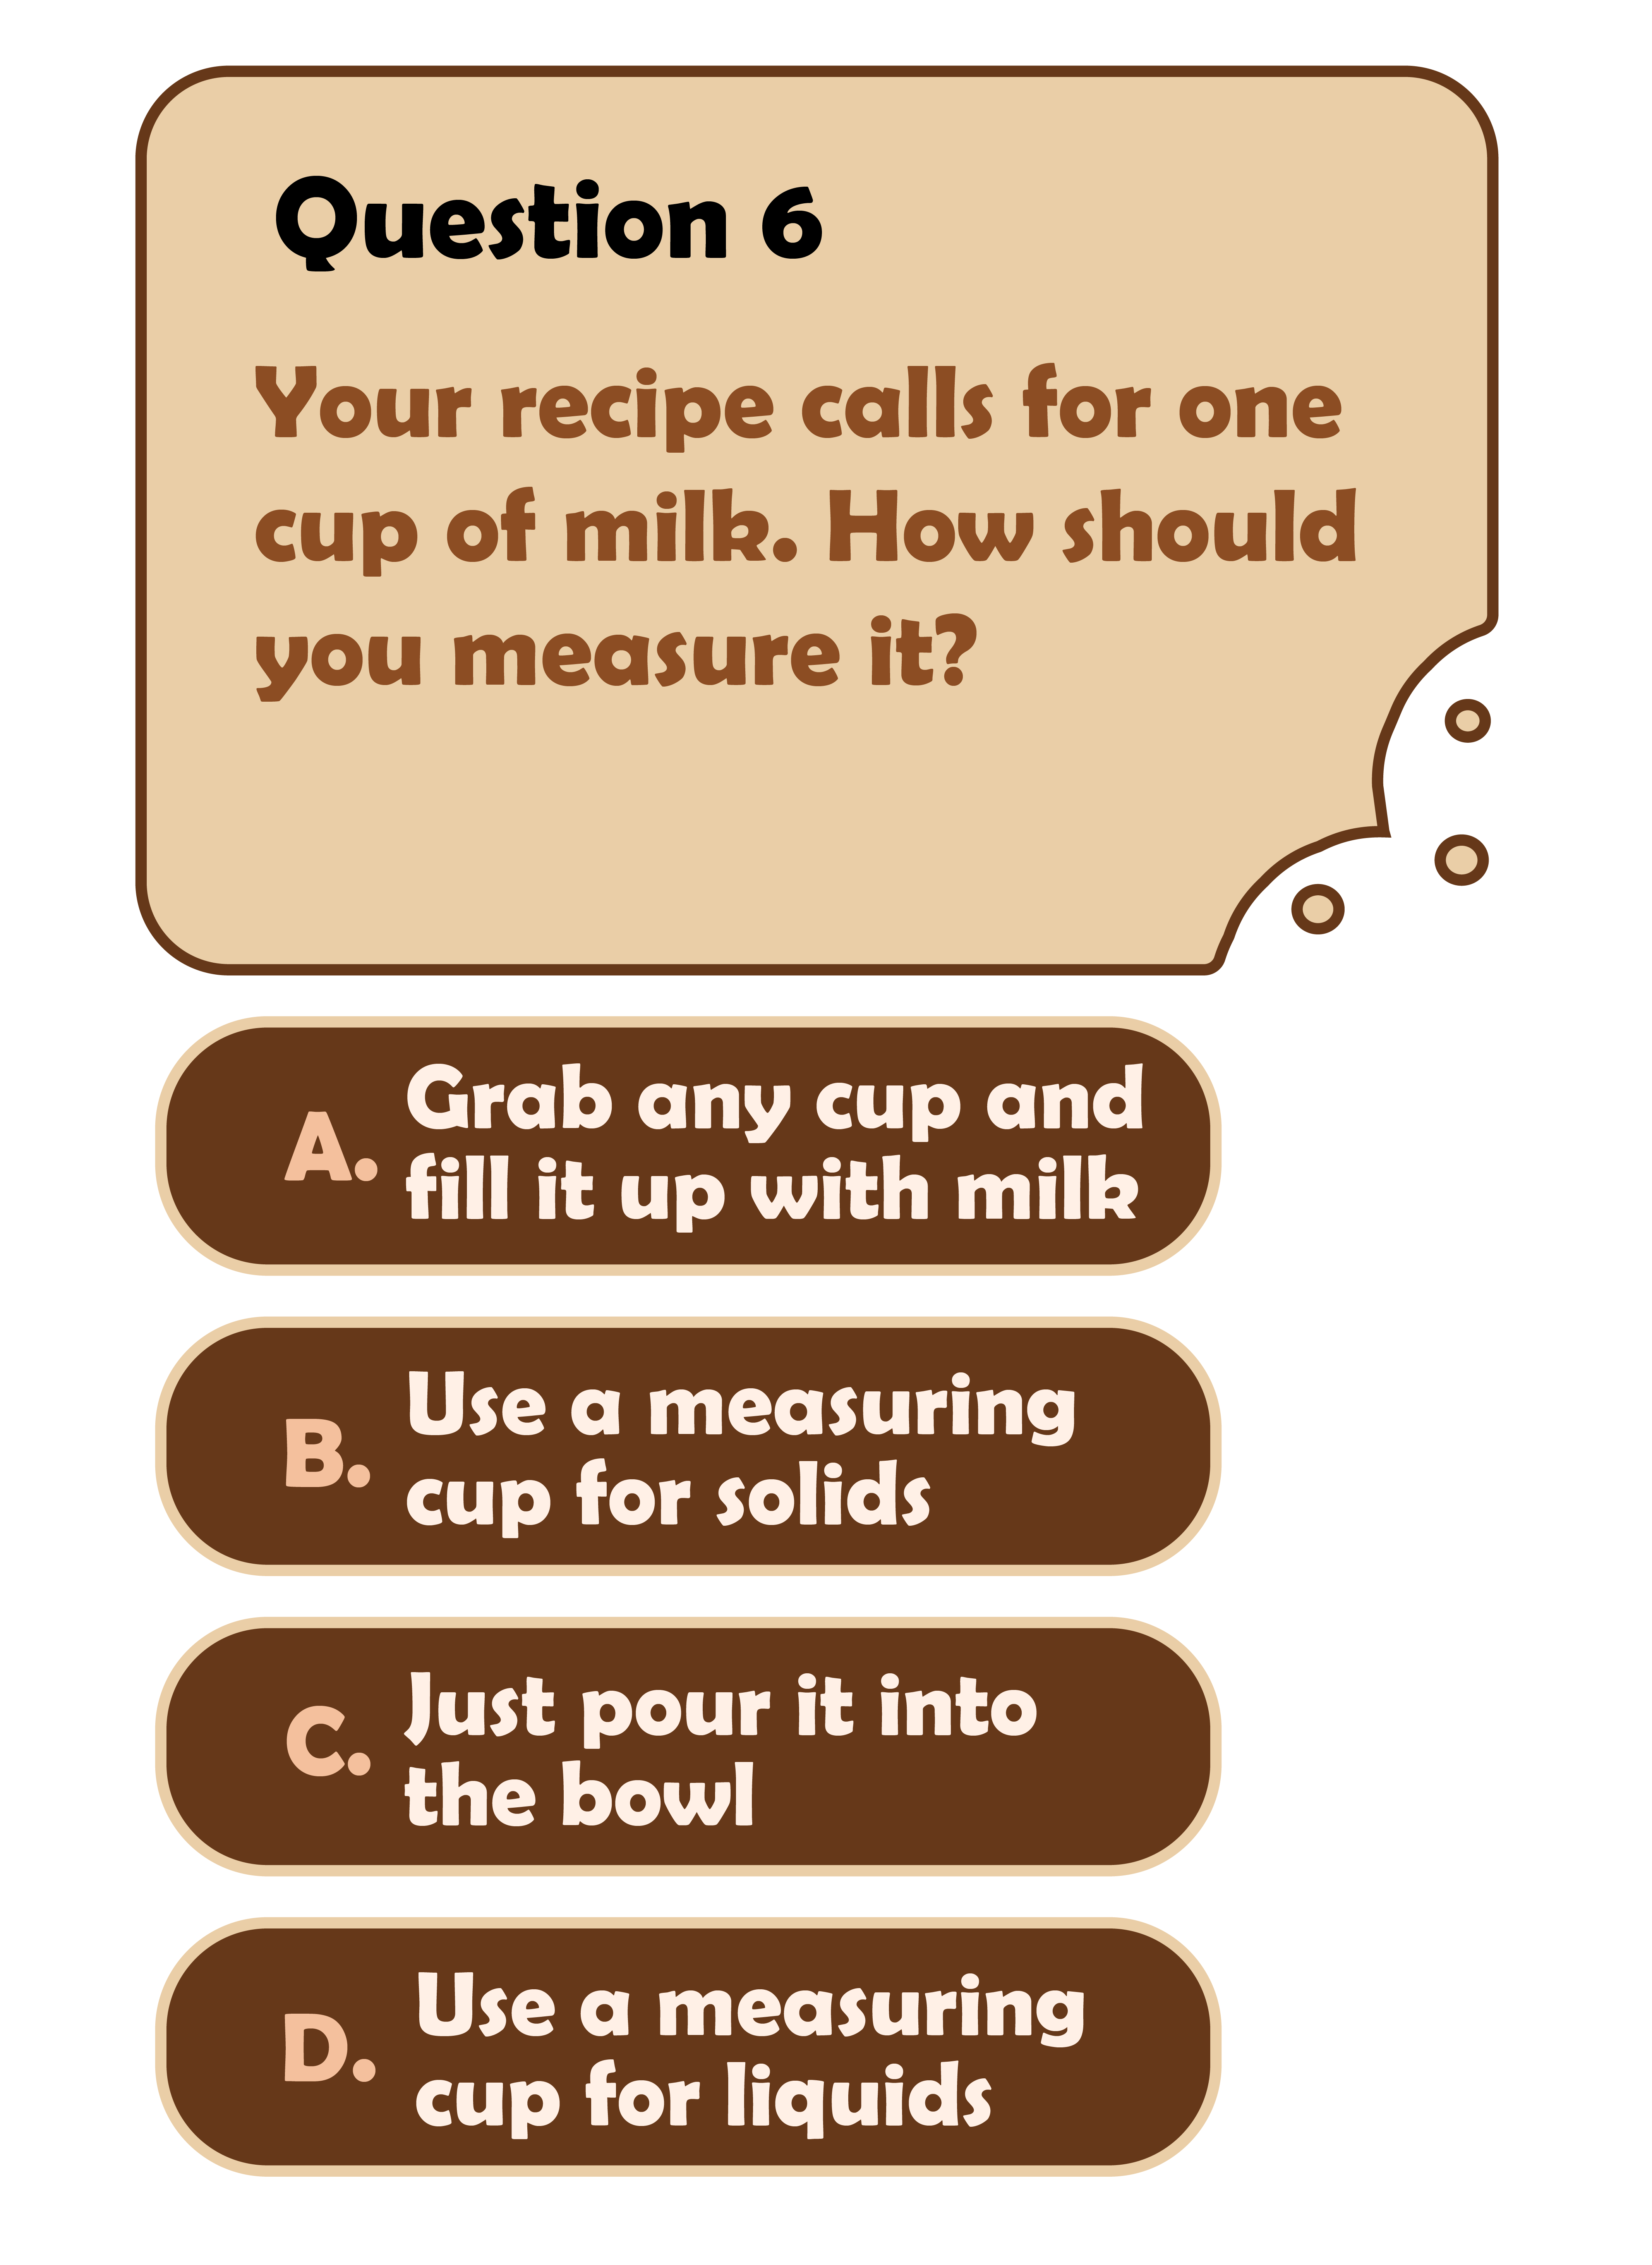 Question 6
Your recipe calls for one
cup of milk. How should
you measure it?
A. Grab any cup and
fill it up with milk
B. Use a measuring
cup for solids
C. Just pour it into
the bowl
D. Use a measuring
cup for liquids